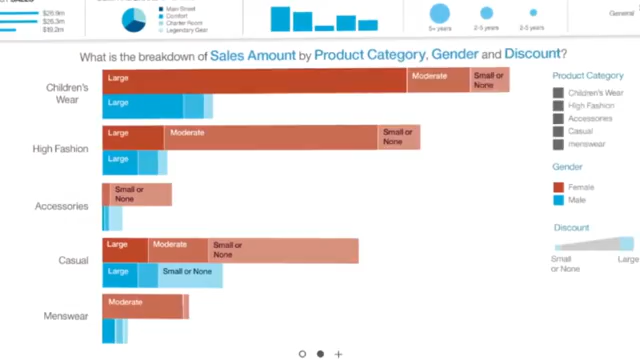 $26.9m
$26.3m
$19.2m
Main Street
Comfort
Charter Room
Legendary Gear
5+ years
2-5 years
2-5 years
General
What is the breakdown of Sales Amount by Product Category, Gender and Discount?
Children's
Wear
Large
Moderate
Small or
None
Large
High Fashion
Large
Moderate
Small or
None
Large
Accessories
Small or
None
Casual
Large
Moderate
Small or
None
Large
Small or None
Menswear
Moderate
Product Category
Children's Wear
High Fashion
Accessories
Casual
menswear
Gender
Female
Male
Discount
Small
or None
Large